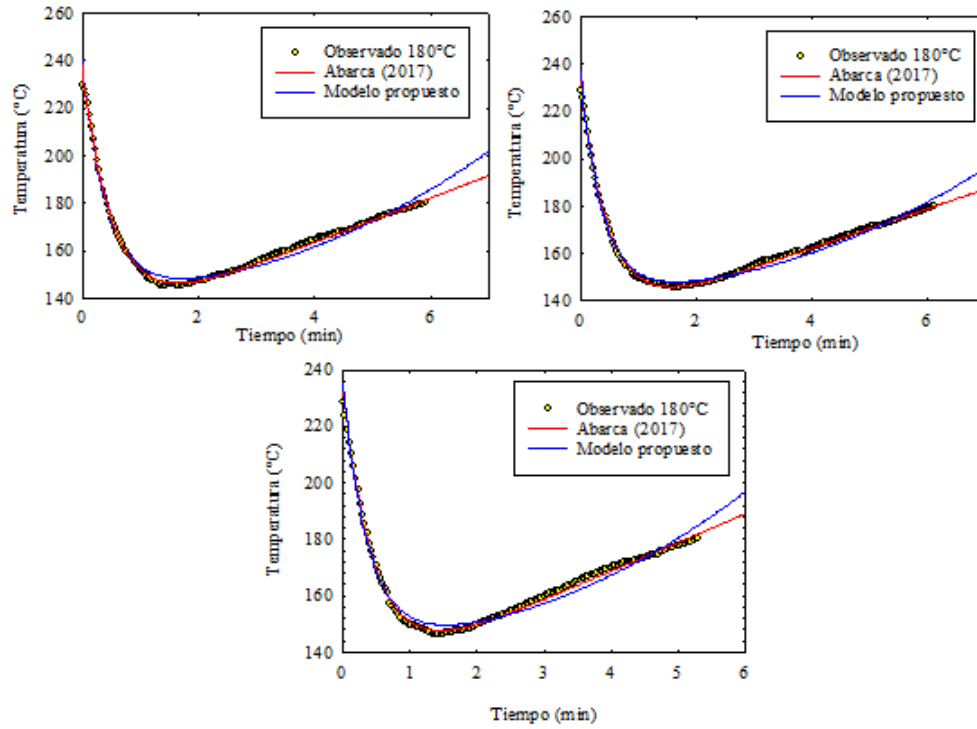 260
240
220
200
180
160
140
Temperatura (°C)
Observado 180°C
Abarca (2017)
Modelo propuesto
0
2
4
6
Tiempo (min)
260
240
220
200
180
160
140
Temperatura (°C)
Observado 180°C
Abarca (2017)
Modelo propuesto
0
2
4
6
Tiempo (min)
240
220
200
180
160
140
Temperatura (°C)
Observado 180°C
Abarca (2017)
Modelo propuesto
0
1
2
3
4
5
6
Tiempo (min)